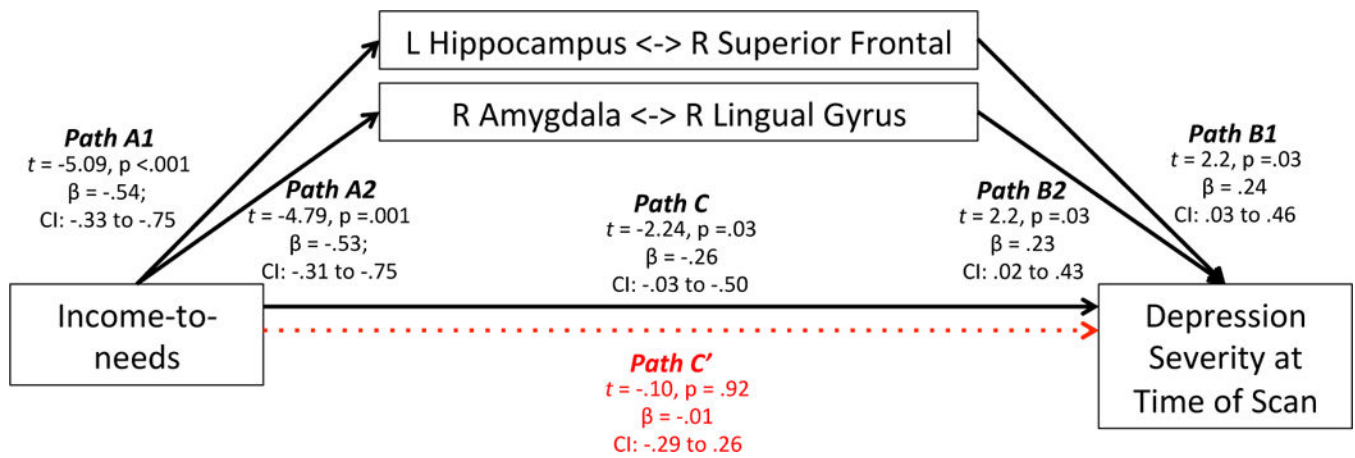 L Hippocampus <-> R Superior Frontal
R Amygdala <-> R Lingual Gyrus
Path A1
t = -5.09, p <.001
β = -.54;
CI: -.33 to -.75
Path A2
t = -4.79, p =.001
β = -.53;
CI: -.31 to -.75
Path C
t = -2.24, p =.03
β = -.26
CI: -.03 to -.50
Path B2
t = 2.2, p =.03
β = .23
CI: .02 to .43
Path B1
t = 2.2, p =.03
β = .24
CI: .03 to .46
Income-to-
needs
Depression
Severity at
Time of Scan
Path C’
t = -.10, p = .92
β = -.01
CI: -.29 to .26